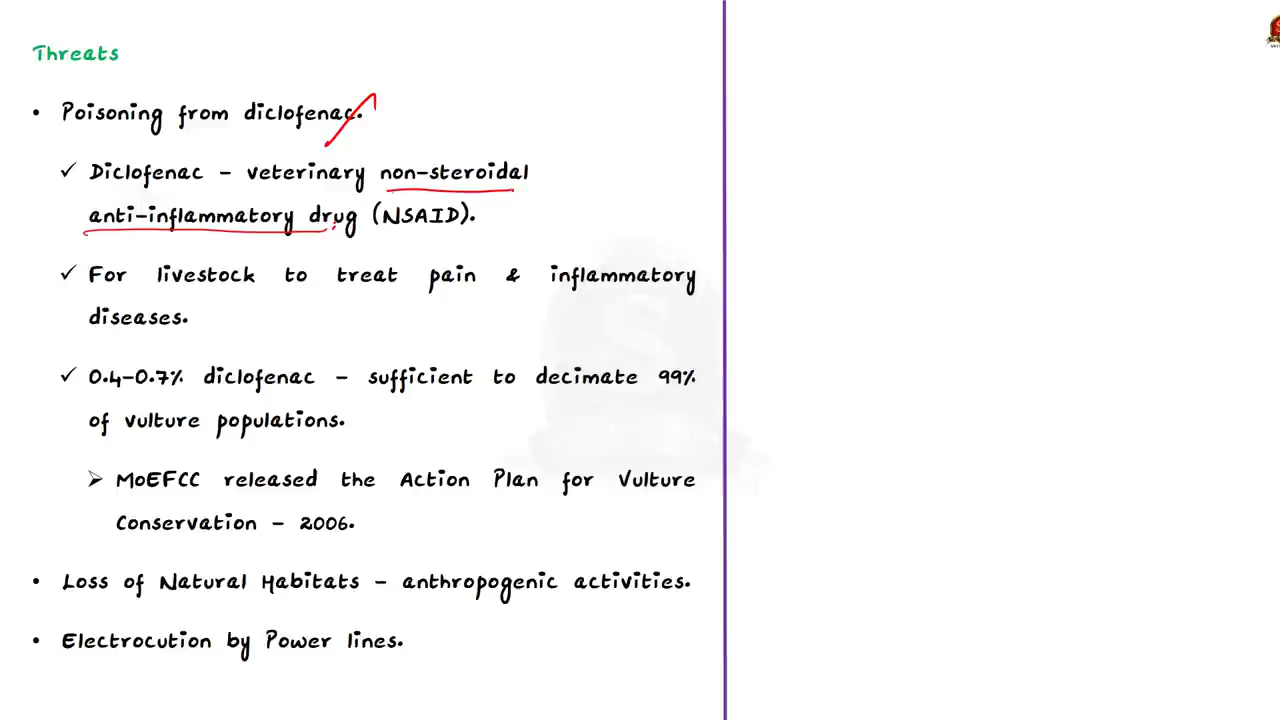 Threats
• Poisoning from diclofenac.
✓ Diclofenac – veterinary non-steroidal
anti-inflammatory drug (NSAID).
✓ For livestock to treat pain & inflammatory
diseases.
✓ 0.4–0.7% diclofenac – sufficient to decimate 99%
of vulture populations.
➢ MoEFCC released the Action Plan for Vulture
Conservation – 2006.
• Loss of Natural Habitats – anthropogenic activities.
• Electrocution by Power lines.